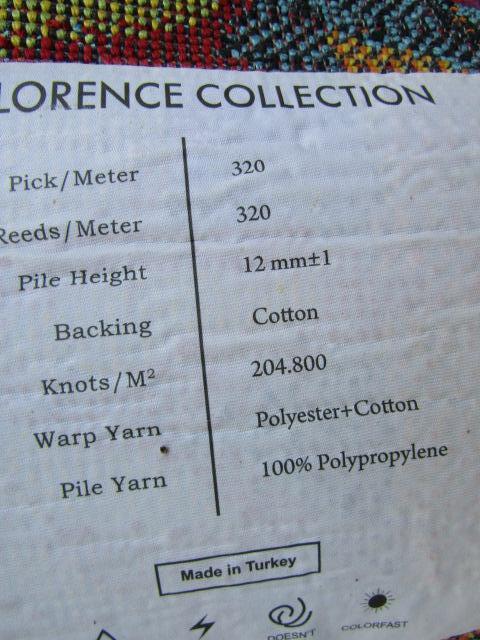 LORENCE COLLECTION
Pick/Meter 320
Reeds/Meter 320
Pile Height 12 mm±1
Backing Cotton
Knots/M² 204.800
Warp Yarn Polyester+Cotton
Pile Yarn 100% Polypropylene
Made in Turkey
DOESN'T
COLORFAST